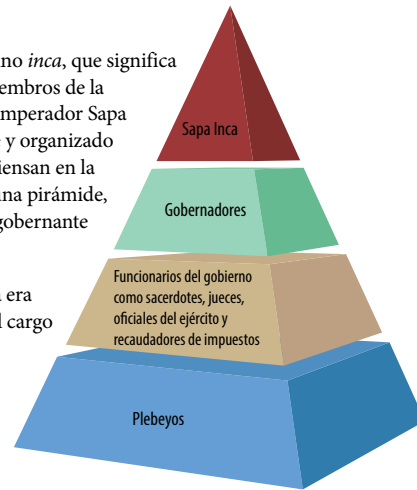 no inca, que significa
embros de la
mperador Sapa
e y organizado
iensan en la
una pirámide,
gobernante
era
l cargo
Sapa Inca
Gobernadores
Funcionarios del gobierno
como sacerdotes, jueces,
oficiales del ejército y
recaudadores de impuestos
Plebeyos